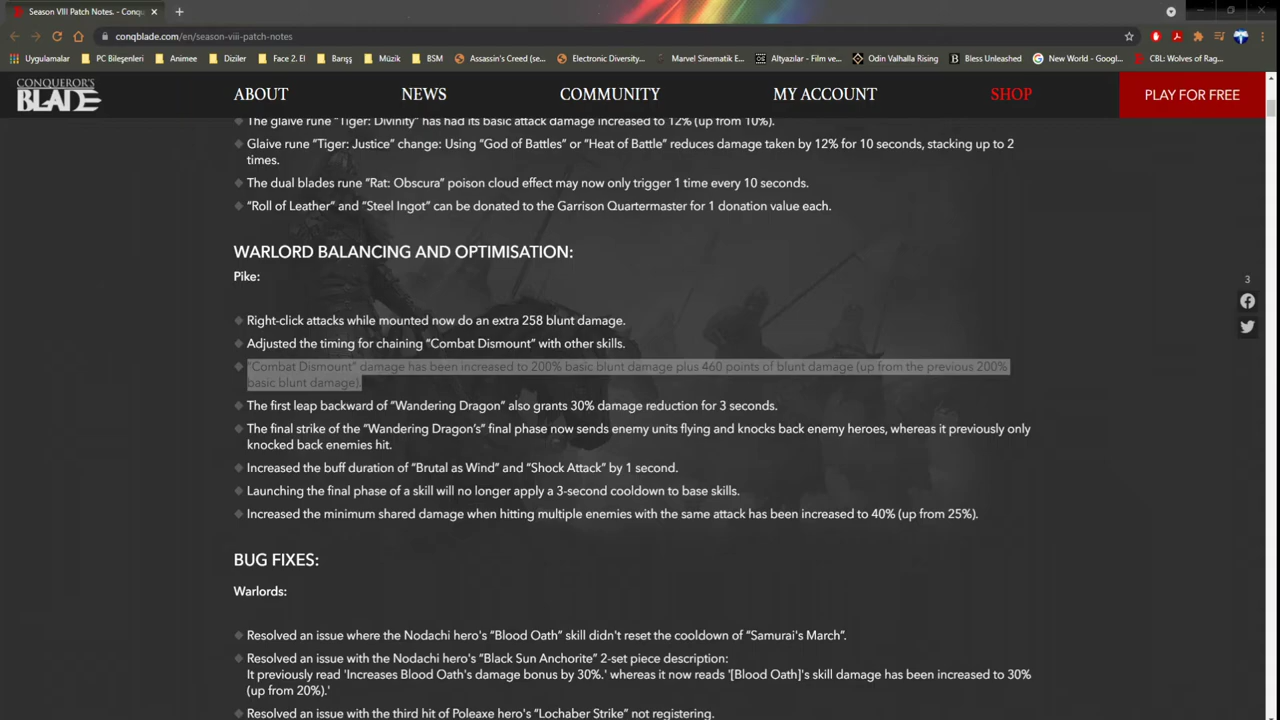 Season VIII Patch Notes. - Conq
conqblade.com/en/season-viii-patch-notes
Uygulamalar PC Bileşenleri Animee Diziler Face 2. El Barışş Müzik BSM Assassin's Creed (se... Electronic Diversity... Marvel Sinematik E... Altyazılar - Film ve... Odin Valhalla Rising Bless Unleashed New World - Googl... CBL: Wolves of Rag...
CONQUEROR'S
BLADE
ABOUT NEWS COMMUNITY MY ACCOUNT SHOP PLAY FOR FREE
The glaive rune "Tiger: Divinity" has had its basic attack damage increased to 12% (up from 10%).
Glaive rune "Tiger: Justice" change: Using "God of Battles" or "Heat of Battle" reduces damage taken by 12% for 10 seconds, stacking up to 2
times.
The dual blades rune "Rat: Obscura" poison cloud effect may now only trigger 1 time every 10 seconds.
"Roll of Leather" and "Steel Ingot" can be donated to the Garrison Quartermaster for 1 donation value each.
WARLORD BALANCING AND OPTIMISATION:
Pike:
3
Right-click attacks while mounted now do an extra 258 blunt damage.
Adjusted the timing for chaining "Combat Dismount" with other skills.
"Combat Dismount" damage has been increased to 200% basic blunt damage plus 460 points of blunt damage (up from the previous 200%
basic blunt damage).
The first leap backward of "Wandering Dragon" also grants 30% damage reduction for 3 seconds.
The final strike of the "Wandering Dragon's" final phase now sends enemy units flying and knocks back enemy heroes, whereas it previously only
knocked back enemies hit.
Increased the buff duration of "Brutal as Wind" and "Shock Attack" by 1 second.
Launching the final phase of a skill will no longer apply a 3-second cooldown to base skills.
Increased the minimum shared damage when hitting multiple enemies with the same attack has been increased to 40% (up from 25%).
BUG FIXES:
Warlords:
Resolved an issue where the Nodachi hero's "Blood Oath" skill didn't reset the cooldown of "Samurai's March".
Resolved an issue with the Nodachi hero's "Black Sun Anchorite" 2-set piece description:
It previously read 'Increases Blood Oath's damage bonus by 30%.' whereas it now reads '[Blood Oath]'s skill damage has been increased to 30%
(up from 20%).'
Resolved an issue with the third hit of Poleaxe hero's "Lochaber Strike" not registering.